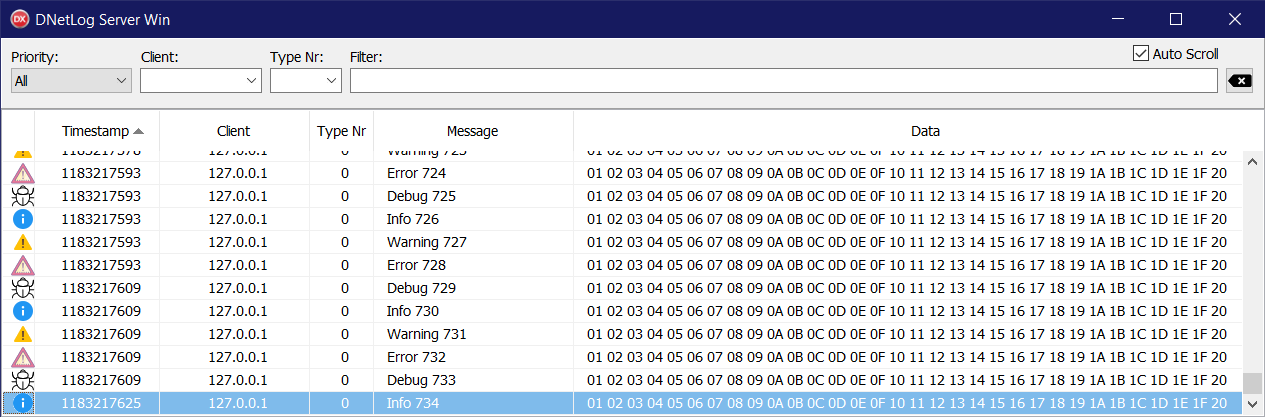 DX DNetLog Server Win
Priority: Client: Type Nr: Filter: Auto Scroll
All
Timestamp Client Type Nr Message Data
1183217578 127.0.0.1 0 Warning 723 01 02 03 04 05 06 07 08 09 0A 0B 0C 0D 0E 0F 10 11 12 13 14 15 16 17 18 19 1A 1B 1C 1D 1E 1F 20
1183217593 127.0.0.1 0 Error 724 01 02 03 04 05 06 07 08 09 0A 0B 0C 0D 0E 0F 10 11 12 13 14 15 16 17 18 19 1A 1B 1C 1D 1E 1F 20
1183217593 127.0.0.1 0 Debug 725 01 02 03 04 05 06 07 08 09 0A 0B 0C 0D 0E 0F 10 11 12 13 14 15 16 17 18 19 1A 1B 1C 1D 1E 1F 20
1183217593 127.0.0.1 0 Info 726 01 02 03 04 05 06 07 08 09 0A 0B 0C 0D 0E 0F 10 11 12 13 14 15 16 17 18 19 1A 1B 1C 1D 1E 1F 20
1183217593 127.0.0.1 0 Warning 727 01 02 03 04 05 06 07 08 09 0A 0B 0C 0D 0E 0F 10 11 12 13 14 15 16 17 18 19 1A 1B 1C 1D 1E 1F 20
1183217593 127.0.0.1 0 Error 728 01 02 03 04 05 06 07 08 09 0A 0B 0C 0D 0E 0F 10 11 12 13 14 15 16 17 18 19 1A 1B 1C 1D 1E 1F 20
1183217609 127.0.0.1 0 Debug 729 01 02 03 04 05 06 07 08 09 0A 0B 0C 0D 0E 0F 10 11 12 13 14 15 16 17 18 19 1A 1B 1C 1D 1E 1F 20
1183217609 127.0.0.1 0 Info 730 01 02 03 04 05 06 07 08 09 0A 0B 0C 0D 0E 0F 10 11 12 13 14 15 16 17 18 19 1A 1B 1C 1D 1E 1F 20
1183217609 127.0.0.1 0 Warning 731 01 02 03 04 05 06 07 08 09 0A 0B 0C 0D 0E 0F 10 11 12 13 14 15 16 17 18 19 1A 1B 1C 1D 1E 1F 20
1183217609 127.0.0.1 0 Error 732 01 02 03 04 05 06 07 08 09 0A 0B 0C 0D 0E 0F 10 11 12 13 14 15 16 17 18 19 1A 1B 1C 1D 1E 1F 20
1183217609 127.0.0.1 0 Debug 733 01 02 03 04 05 06 07 08 09 0A 0B 0C 0D 0E 0F 10 11 12 13 14 15 16 17 18 19 1A 1B 1C 1D 1E 1F 20
1183217625 127.0.0.1 0 Info 734 01 02 03 04 05 06 07 08 09 0A 0B 0C 0D 0E 0F 10 11 12 13 14 15 16 17 18 19 1A 1B 1C 1D 1E 1F 20